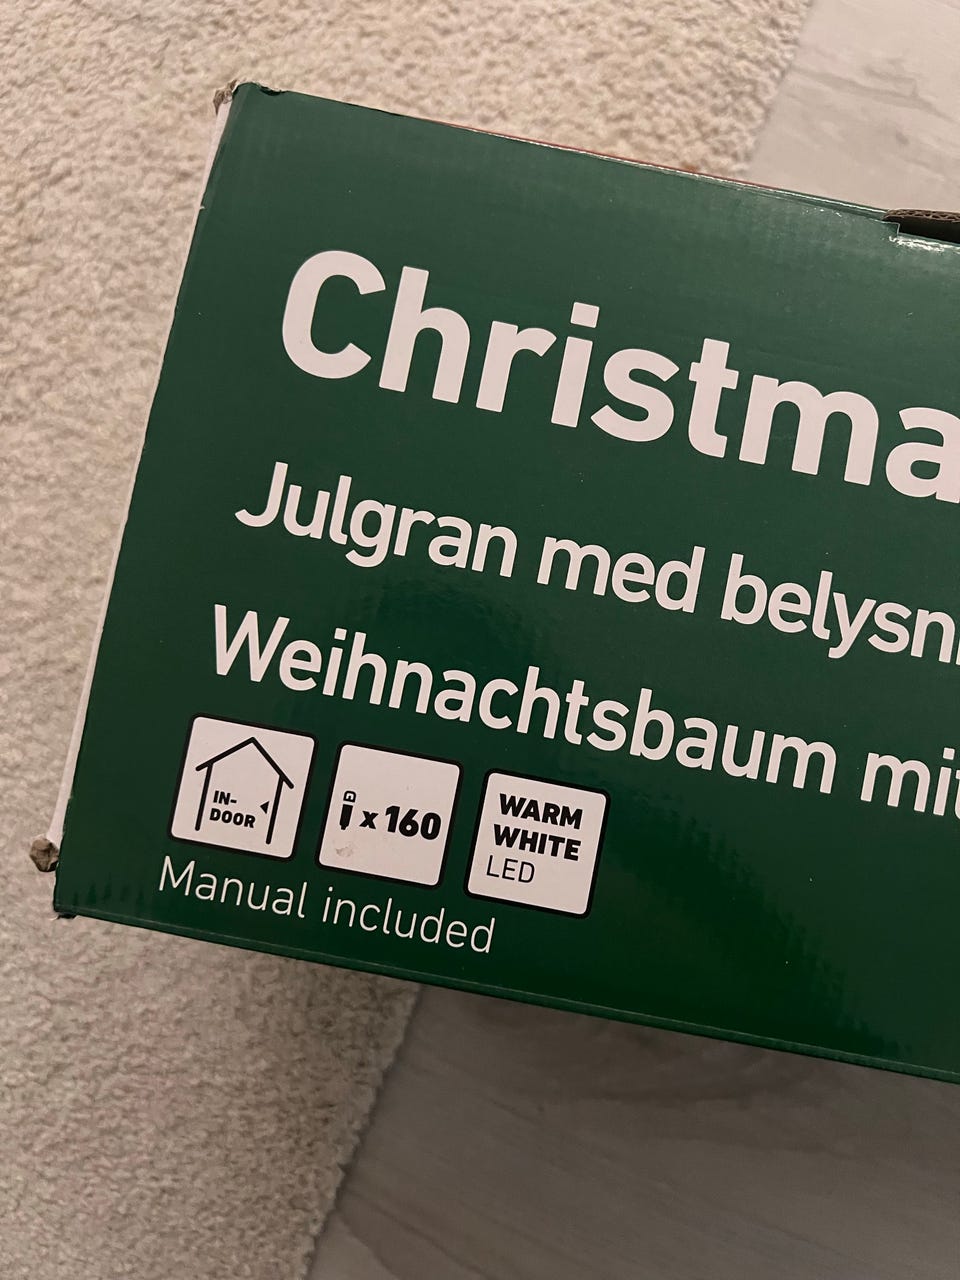 Christma
Julgran med belysn
Weihnachtsbaum mit
IN-
DOOR
x 160
WARM
WHITE
LED
Manual included